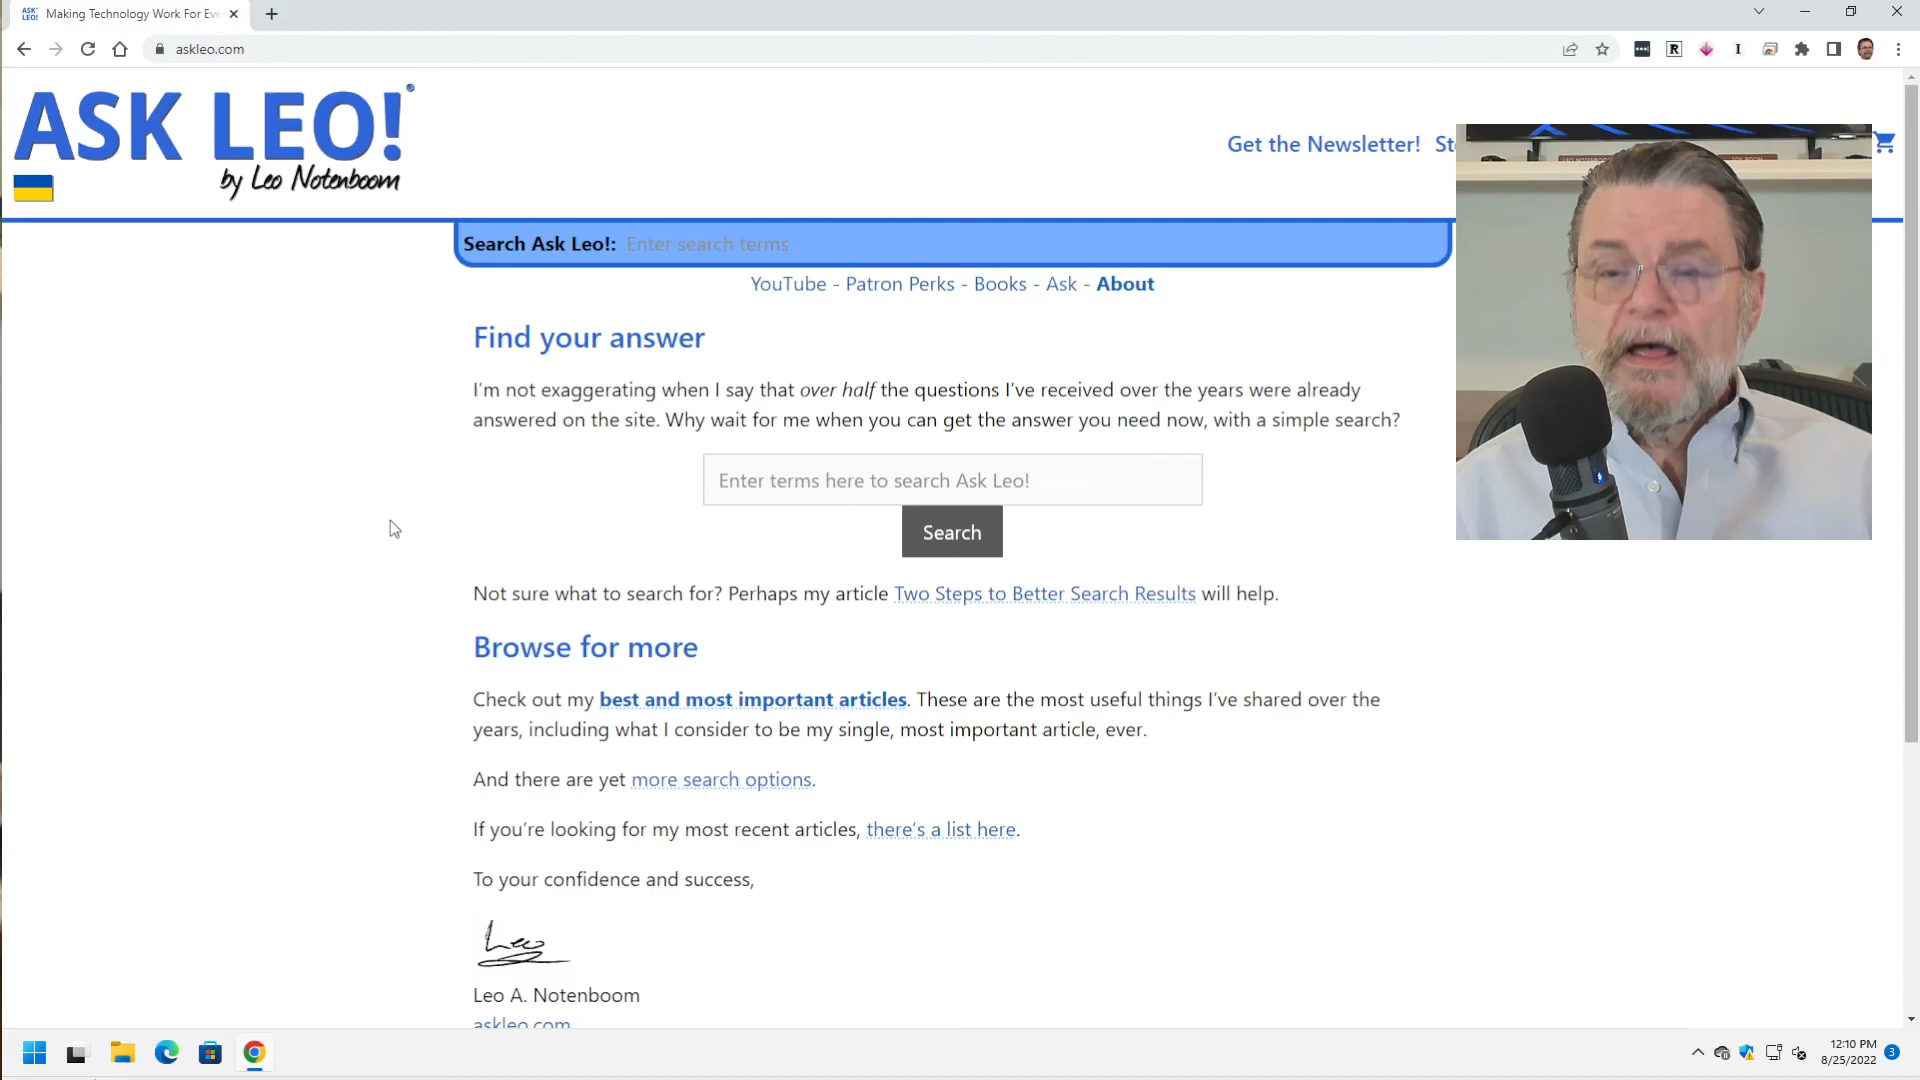 ASK LEO!
Making Technology Work For Eve
askleo.com
ASK LEO!®
by Leo Notenboom
Get the Newsletter!
Search Ask Leo!: Enter search terms
YouTube - Patron Perks - Books - Ask - About
Find your answer
I'm not exaggerating when I say that over half the questions I've received over the years were already
answered on the site. Why wait for me when you can get the answer you need now, with a simple search?
Enter terms here to search Ask Leo!
Search
Not sure what to search for? Perhaps my article Two Steps to Better Search Results will help.
Browse for more
Check out my best and most important articles. These are the most useful things I've shared over the
years, including what I consider to be my single, most important article, ever.
And there are yet more search options.
If you're looking for my most recent articles, there's a list here.
To your confidence and success,
Leo
Leo A. Notenboom
askleo.com
12:10 PM
8/25/2022
3